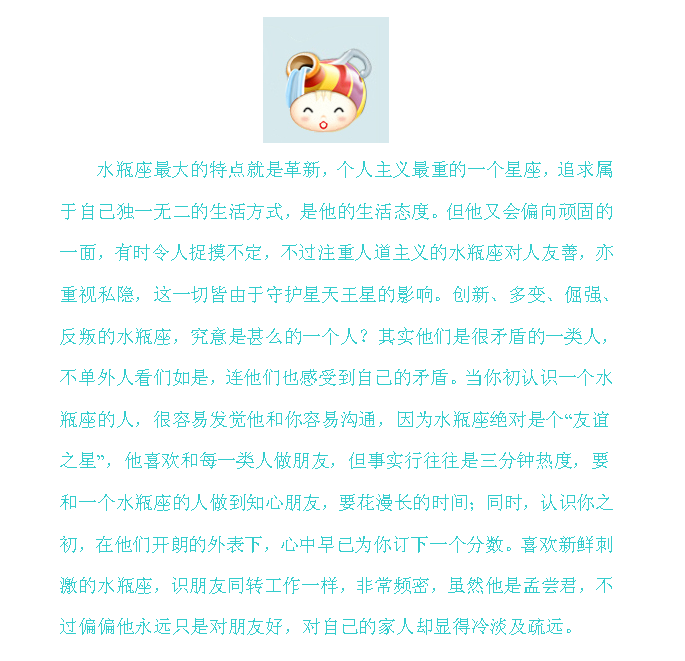 水瓶座最大的特点就是革新，个人主义最重的一个星座，追求属
于自己独一无二的生活方式，是他的生活态度。但他又会偏向顽固的
一面，有时令人捉摸不定，不过注重人道主义的水瓶座对人友善，亦
重视私隐，这一切皆由于守护星天王星的影响。创新、多变、倔强、
反叛的水瓶座，究竟是甚么的一个人？其实他们是很矛盾的一类人，
不单外人看们如是，连他们也感受到自己的矛盾。当你初认识一个水
瓶座的人，很容易发觉他和你容易沟通，因为水瓶座绝对是个“友谊
之星”，他喜欢和每一类人做朋友，但事实行往往是三分钟热度，要
和一个水瓶座的人做到知心朋友，要花漫长的时间；同时，认识你之
初，在他们开朗的外表下，心中早已为你订下一个分数。喜欢新鲜刺
激的水瓶座，识朋友同转工作一样，非常频密，虽然他是孟尝君，不
过偏偏他永远只是对朋友好，对自己的家人却显得冷淡及疏远。